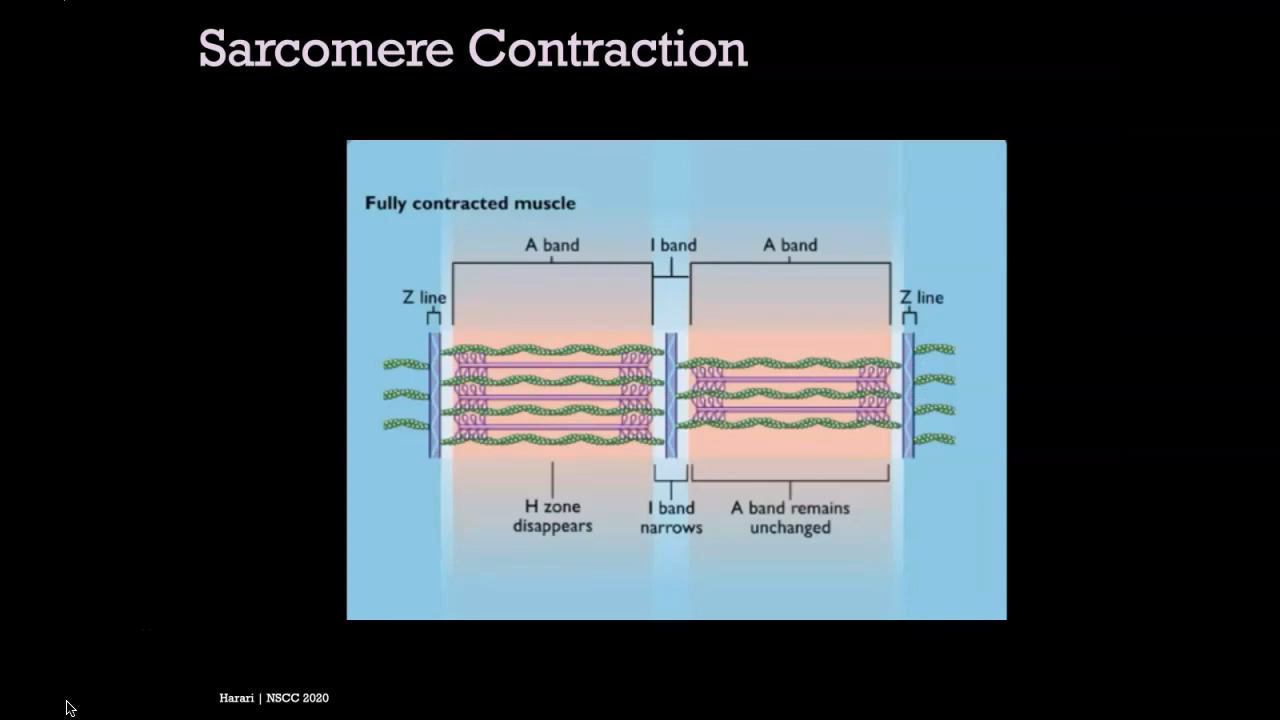 Sarcomere Contraction
Fully contracted muscle
A band
I band
A band
Z line
Z line
H zone
disappears
I band
narrows
A band remains
unchanged
Harari | NSCC 2020